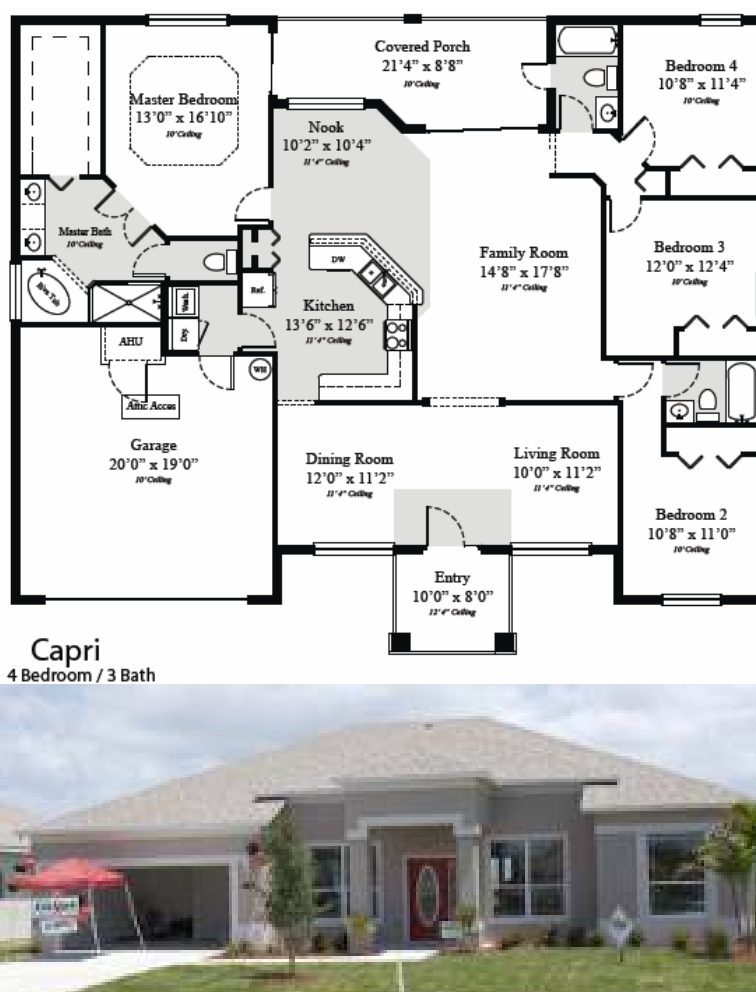 Covered Porch
21'4" x 8'8"
10' Ceiling
Bedroom 4
10'8" x 11'4"
10' Ceiling
Master Bedroom
13'0" x 16'10"
10' Ceiling
Nook
10'2" x 10'4"
11'4" Ceiling
Master Bath
10' Ceiling
Family Room
14'8" x 17'8"
11'4" Ceiling
Bedroom 3
12'0" x 12'4"
10' Ceiling
DW
Ref.
Wash.
Dry.
Kitchen
13'6" x 12'6"
11'4" Ceiling
AHU
WH
Attic Acces
Garage
20'0" x 19'0"
10' Ceiling
Dining Room
12'0" x 11'2"
11'4" Ceiling
Living Room
10'0" x 11'2"
11'4" Ceiling
Bedroom 2
10'8" x 11'0"
10' Ceiling
Entry
10'0" x 8'0"
12'4" Ceiling
Capri
4 Bedroom / 3 Bath